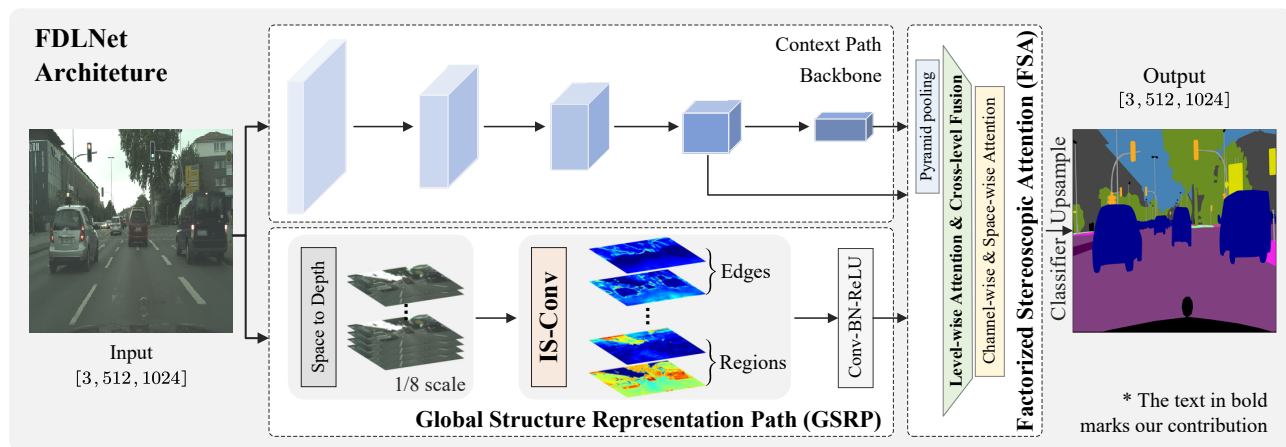 FDLNet
Architeture
Input
[3, 512, 1024]
Context Path
Backbone
Space to Depth
1/8 scale
IS-Conv
Edges
Regions
Conv-BN-ReLU
Global Structure Representation Path (GSRP)
Pyramid pooling
Level-wise Attention & Cross-level Fusion
Channel-wise & Space-wise Attention
Factorized Stereoscopic Attention (FSA)
Classifier
Upsample
Output
[3, 512, 1024]
* The text in bold
marks our contribution